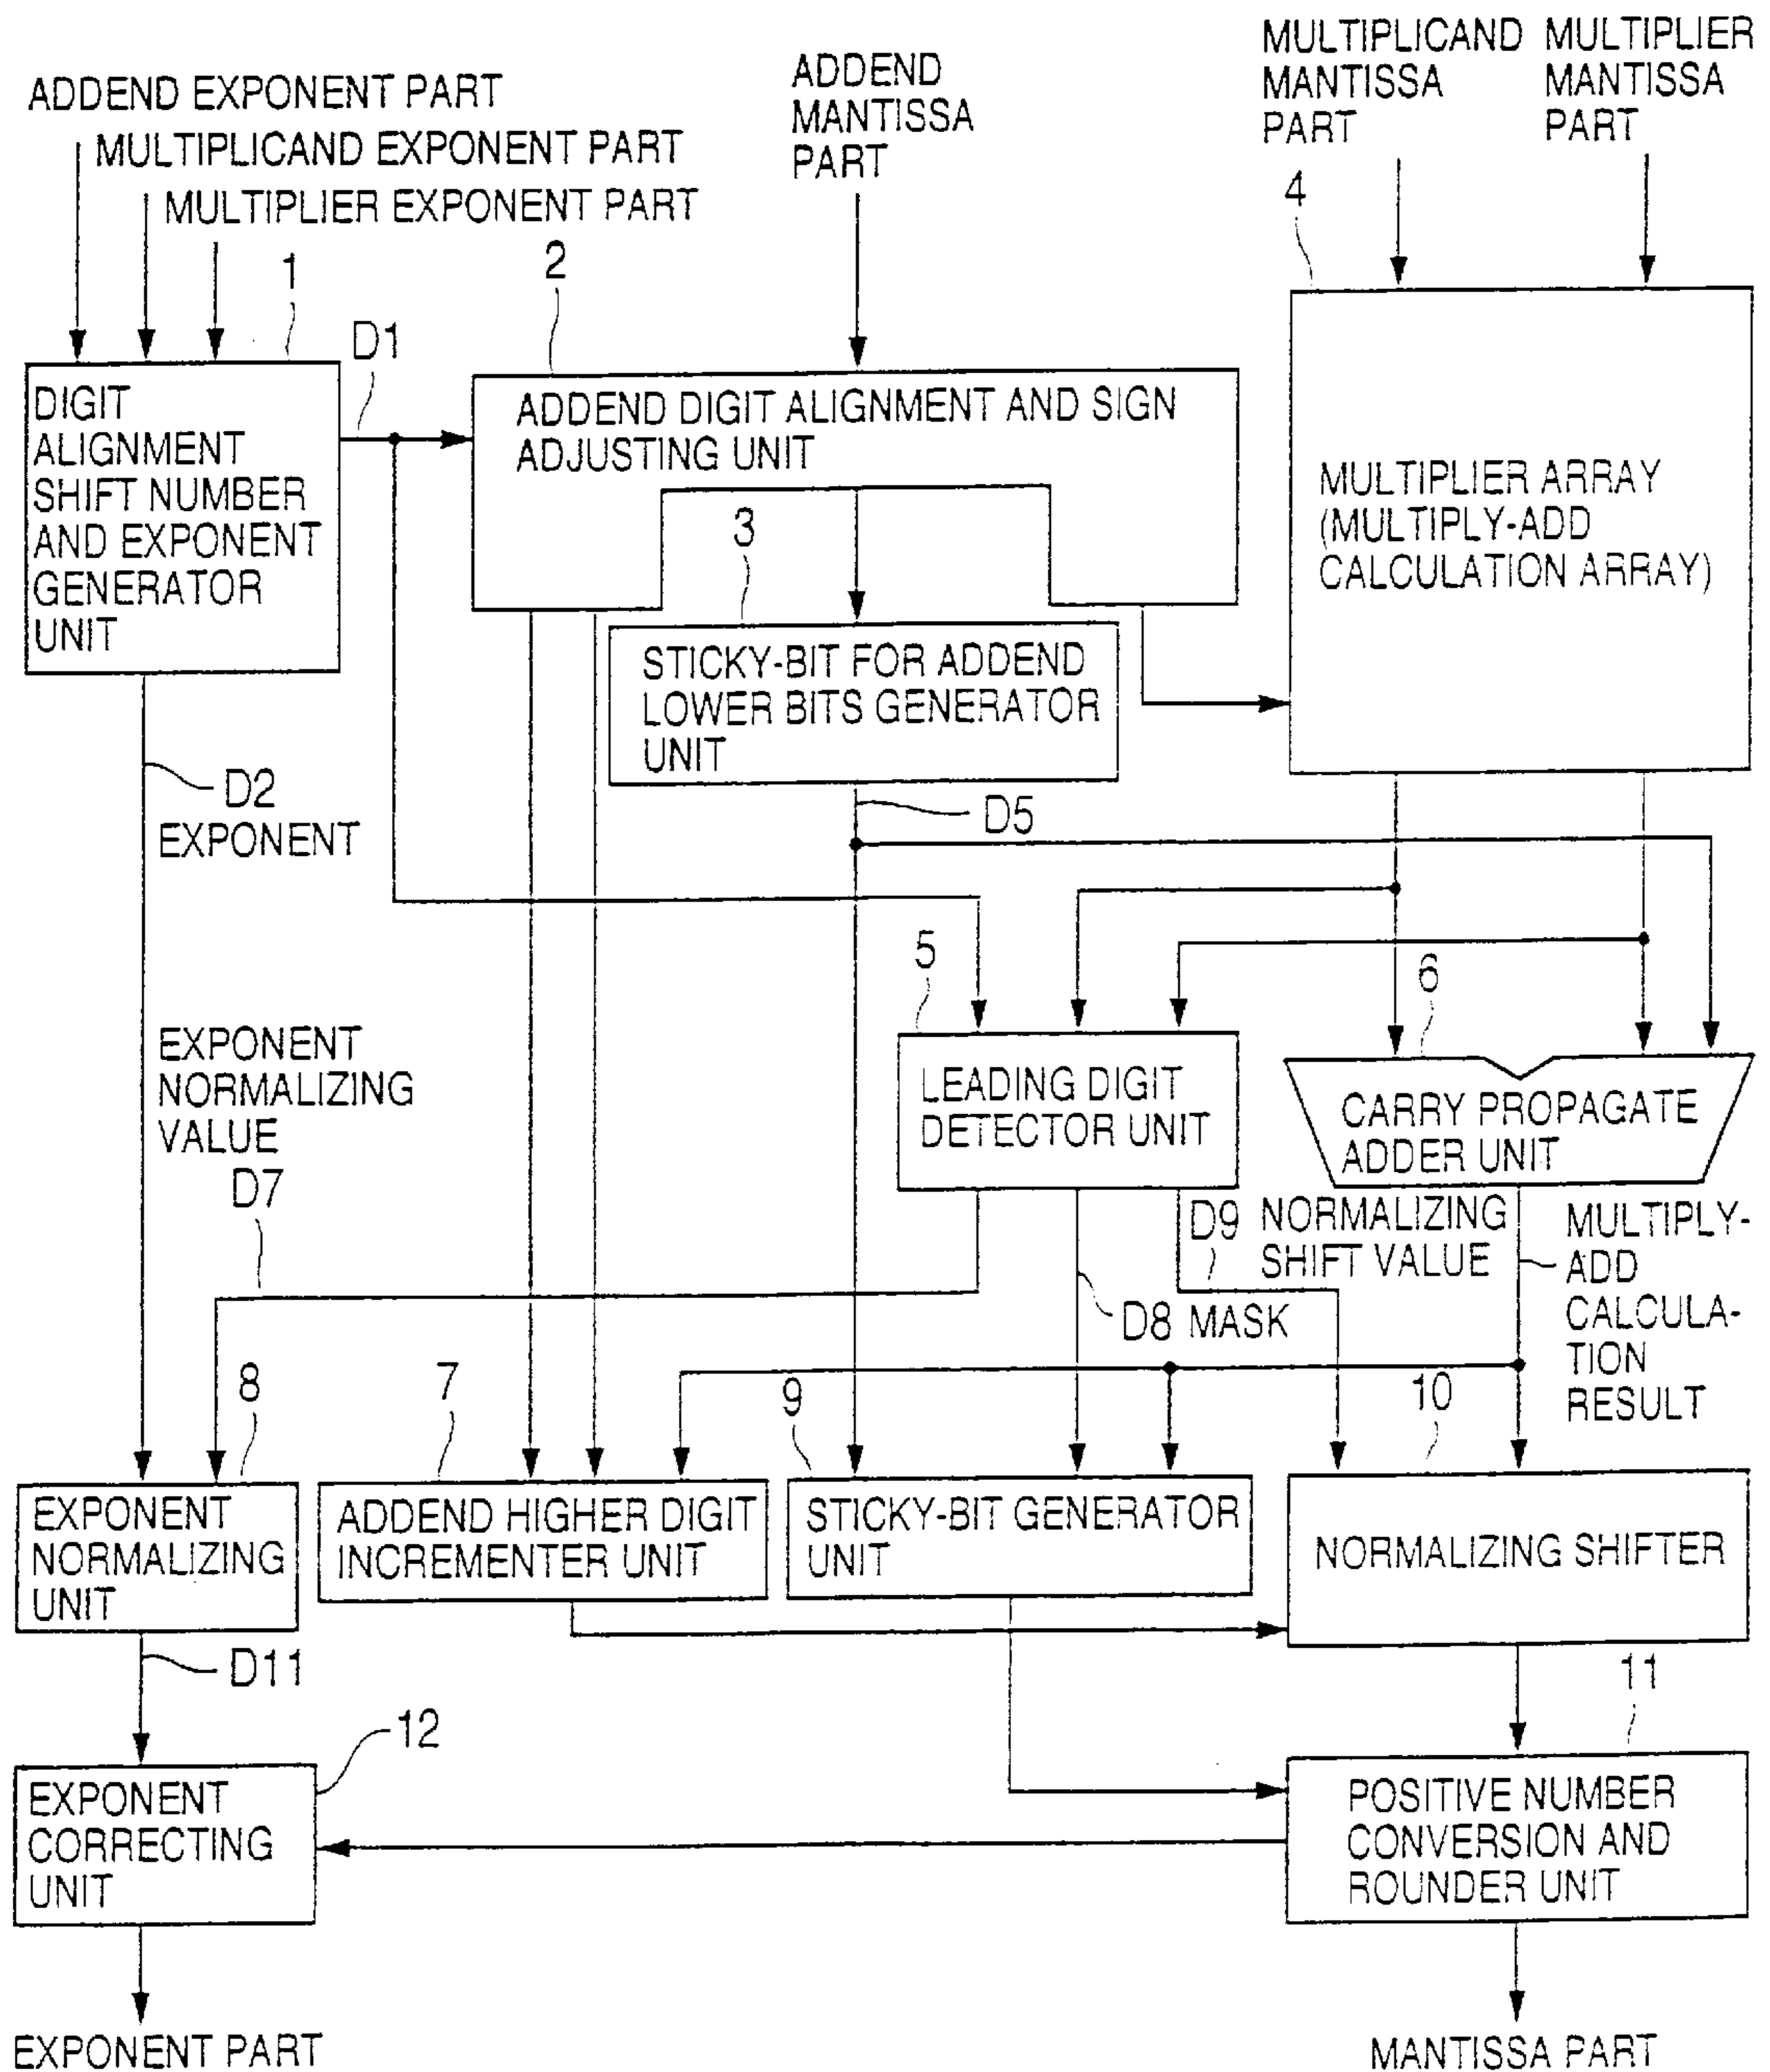 MULTIPLICAND
MANTISSA
PART
MULTIPLIER
MANTISSA
PART
ADDEND
MANTISSA
PART
ADDEND EXPONENT PART
MULTIPLICAND EXPONENT PART
MULTIPLIER EXPONENT PART
1
D1
2
4
DIGIT
ALIGNMENT
SHIFT NUMBER
AND EXPONENT
GENERATOR
UNIT
ADDEND DIGIT ALIGNMENT AND SIGN
ADJUSTING UNIT
MULTIPLIER ARRAY
(MULTIPLY-ADD
CALCULATION ARRAY)
3
STICKY-BIT FOR ADDEND
LOWER BITS GENERATOR
UNIT
D2
EXPONENT
D5
5
6
EXPONENT
NORMALIZING
VALUE
D7
LEADING DIGIT
DETECTOR UNIT
CARRY PROPAGATE
ADDER UNIT
D9 NORMALIZING
SHIFT VALUE
D8 MASK
MULTIPLY-
ADD
CALCULA-
TION
RESULT
8
7
9
10
EXPONENT
NORMALIZING
UNIT
ADDEND HIGHER DIGIT
INCREMENTER UNIT
STICKY-BIT GENERATOR
UNIT
NORMALIZING SHIFTER
D11
12
11
EXPONENT
CORRECTING
UNIT
POSITIVE NUMBER
CONVERSION AND
ROUNDER UNIT
EXPONENT PART
MANTISSA PART